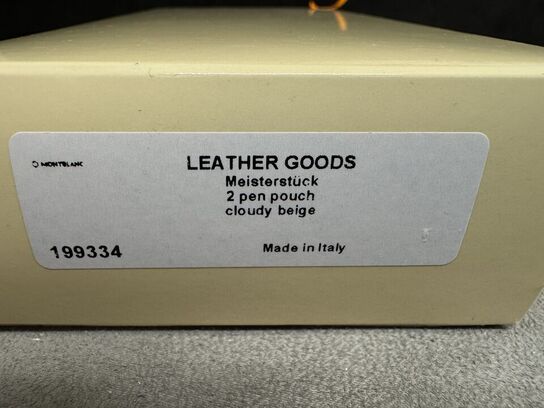 MONTBLANC
LEATHER GOODS
Meisterstück
2 pen pouch
cloudy beige
199334
Made in Italy